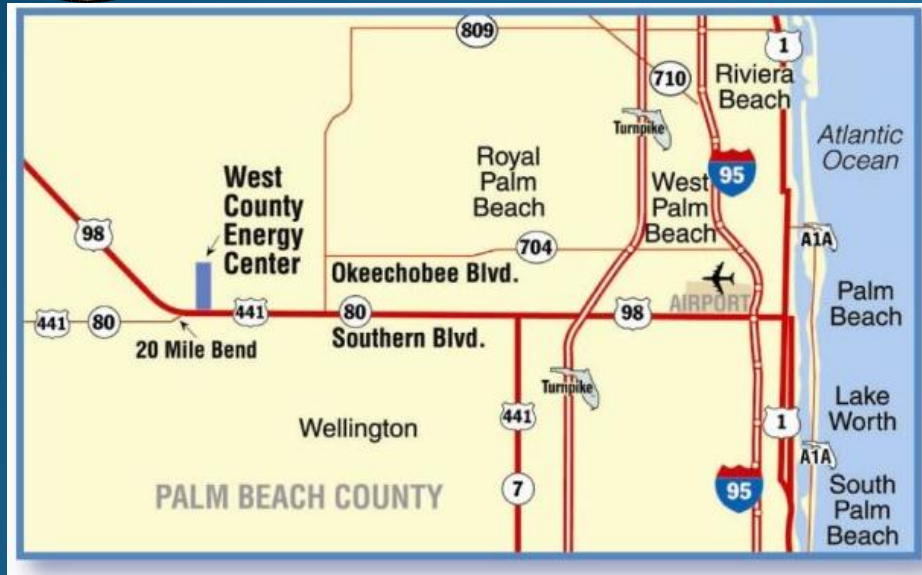 809
1
710
Riviera
Beach
Turnpike
Atlantic
Ocean
West
County
Energy
Center
Royal
Palm
Beach
95
West
Palm
Beach
98
A1A
704
Okeechobee Blvd.
AIRPORT
Palm
Beach
441
80
441
80
98
20 Mile Bend
Southern Blvd.
Turnpike
Lake
Worth
441
1
Wellington
A1A
7
95
PALM BEACH COUNTY
South
Palm
Beach